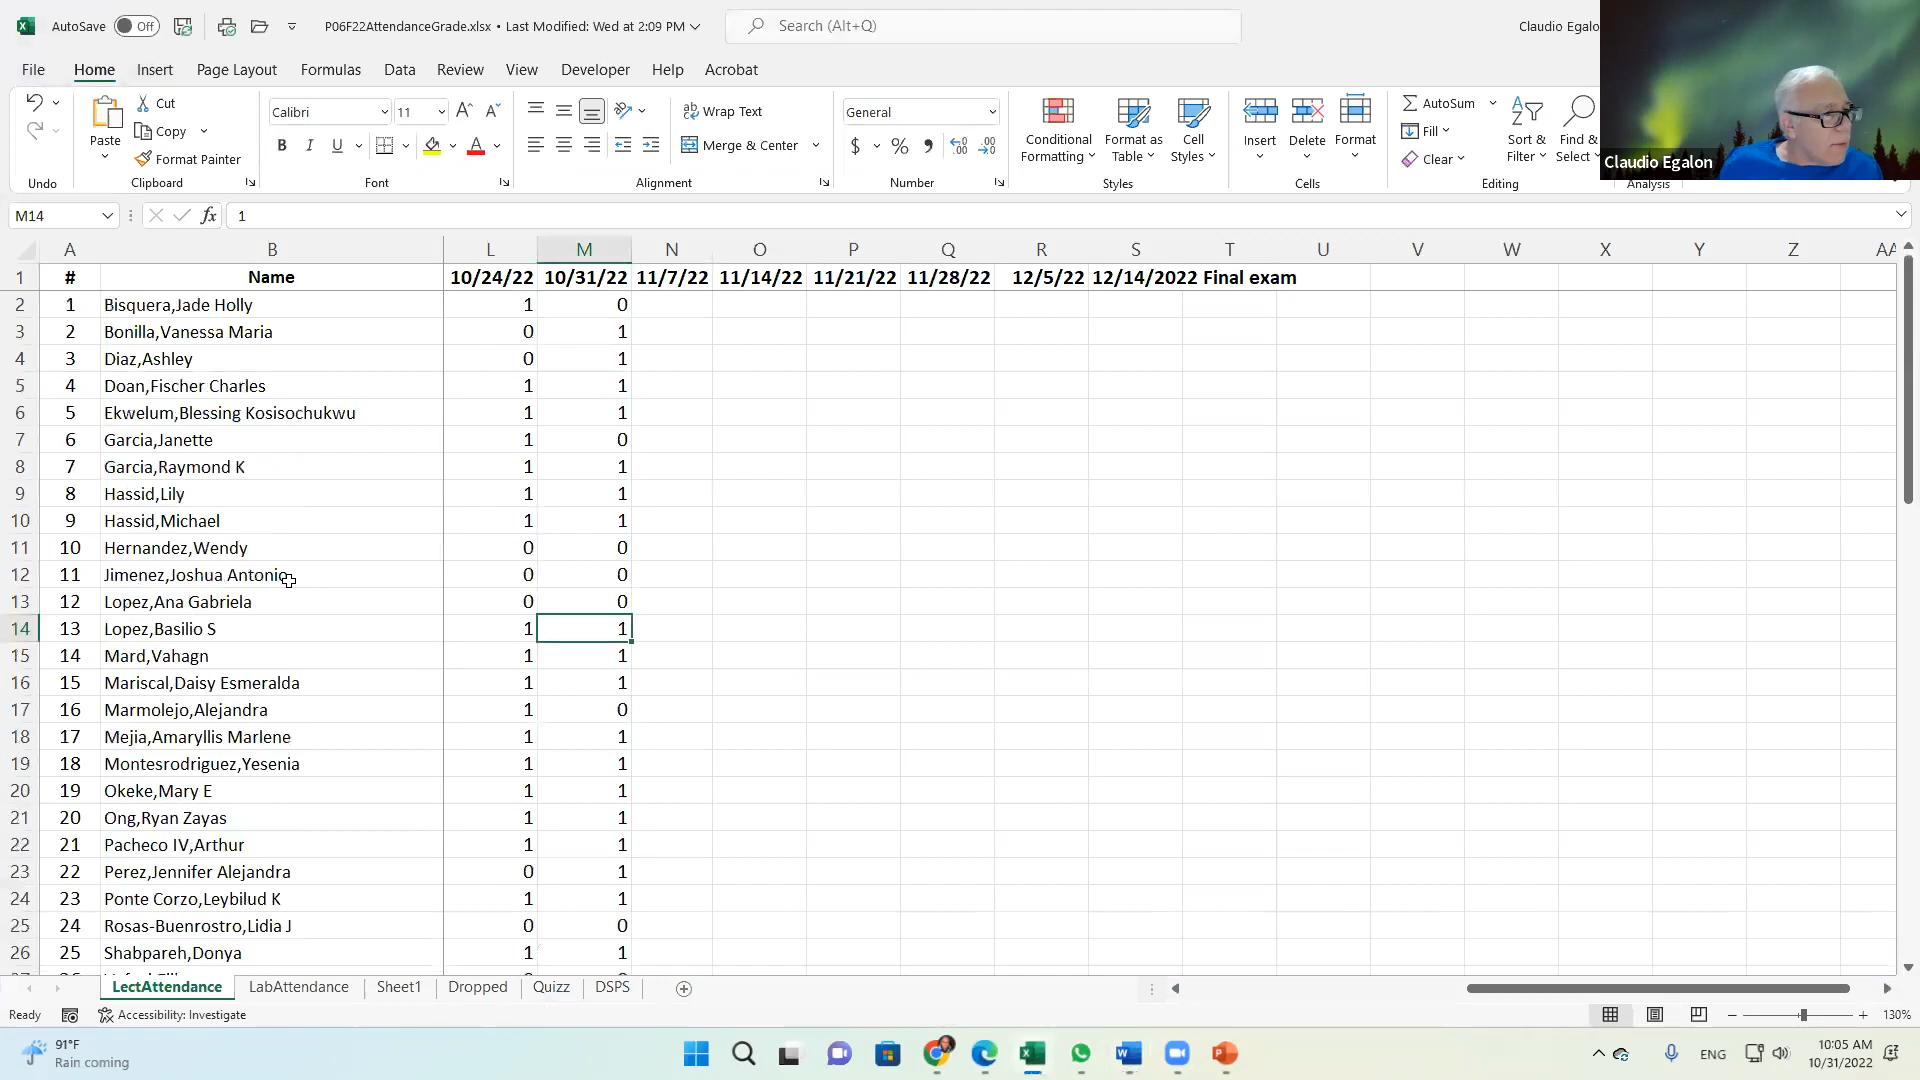 AutoSave Off P06F22AttendanceGrade.xlsx • Last Modified: Wed at 2:09 PM Search (Alt+Q) Claudio Egalo
File Home Insert Page Layout Formulas Data Review View Developer Help Acrobat
Cut Calibri 11 Wrap Text General AutoSum
Paste Copy Fill
Format Painter B I U A Merge & Center $ % Conditional Formatting Format as Table Cell Styles Insert Delete Format Clear Sort & Filter Find & Select
Claudio Egalon
Undo Clipboard Font Alignment Number Styles Cells Editing Analysis
M14 fx 1
A B L M N O P Q R S T U V W X Y Z AA
1 # Name 10/24/22 10/31/22 11/7/22 11/14/22 11/21/22 11/28/22 12/5/22 12/14/2022 Final exam
2 1 Bisquera,Jade Holly 1 0
3 2 Bonilla,Vanessa Maria 0 1
4 3 Diaz,Ashley 0 1
5 4 Doan,Fischer Charles 1 1
6 5 Ekwelum,Blessing Kosisochukwu 1 1
7 6 Garcia,Janette 1 0
8 7 Garcia,Raymond K 1 1
9 8 Hassid,Lily 1 1
10 9 Hassid,Michael 1 1
11 10 Hernandez,Wendy 0 0
12 11 Jimenez,Joshua Antonio 0 0
13 12 Lopez,Ana Gabriela 0 0
14 13 Lopez,Basilio S 1 1
15 14 Mard,Vahagn 1 1
16 15 Mariscal,Daisy Esmeralda 1 1
17 16 Marmolejo,Alejandra 1 0
18 17 Mejia,Amaryllis Marlene 1 1
19 18 Montesrodriguez,Yesenia 1 1
20 19 Okeke,Mary E 1 1
21 20 Ong,Ryan Zayas 1 1
22 21 Pacheco IV,Arthur 1 1
23 22 Perez,Jennifer Alejandra 0 1
24 23 Ponte Corzo,Leybilud K 1 1
25 24 Rosas-Buenrostro,Lidia J 0 0
26 25 Shabpareh,Donya 1 1
LectAttendance LabAttendance Sheet1 Dropped Quizz DSPS
Ready Accessibility: Investigate 130%
91°F
Rain coming
ENG
10:05 AM
10/31/2022